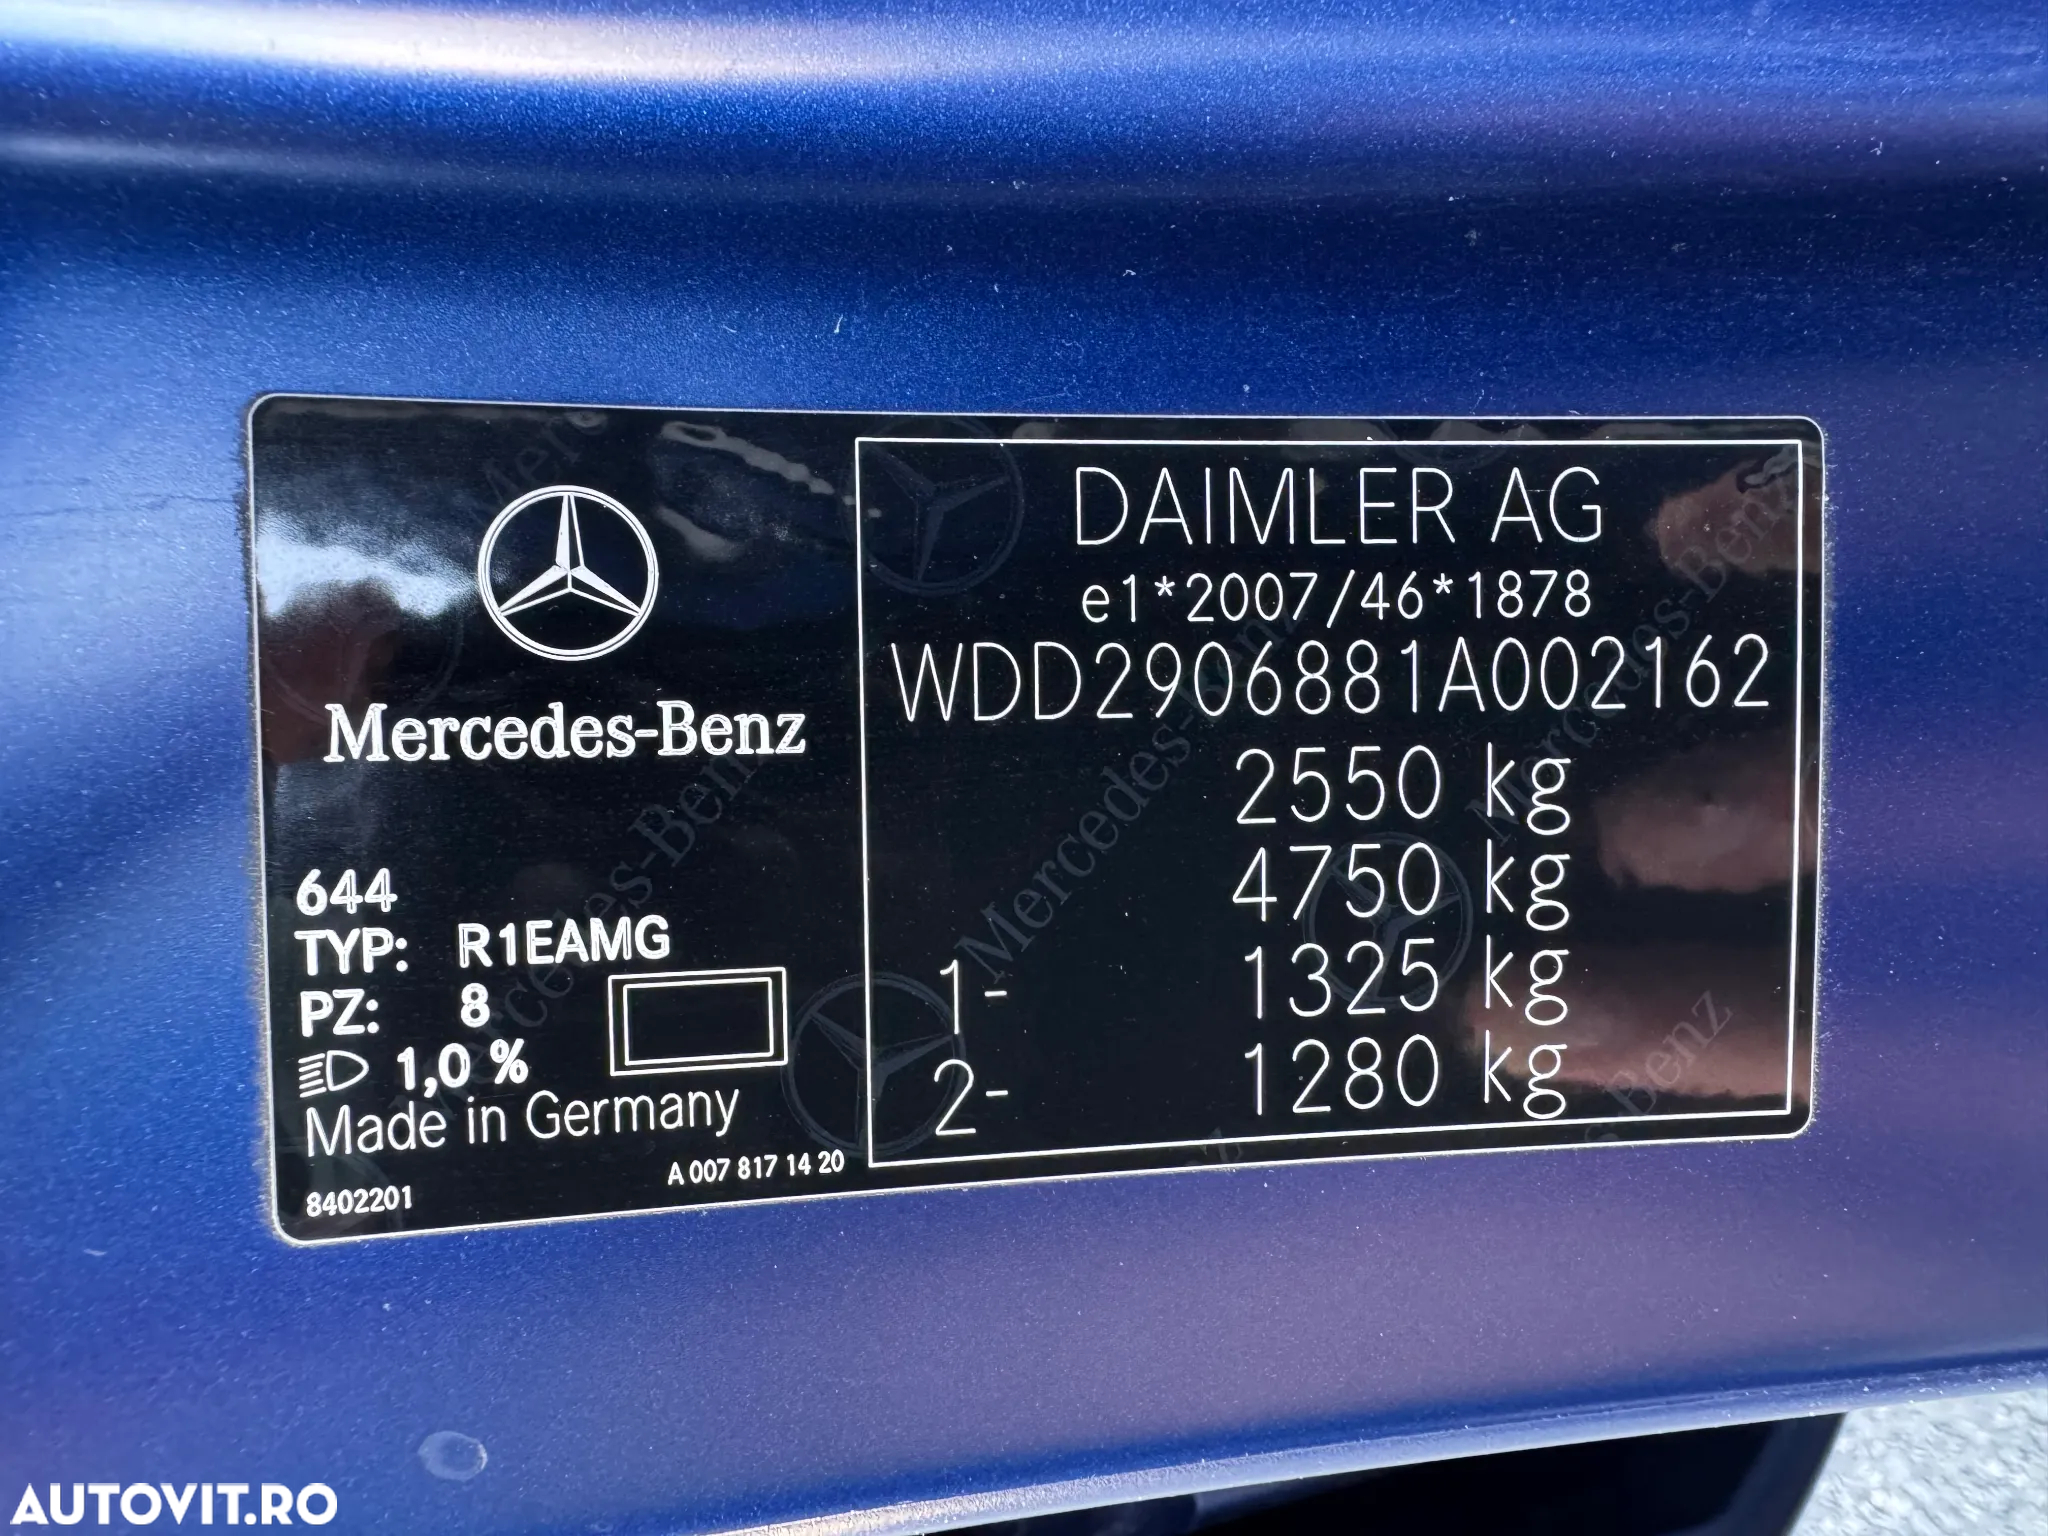 Mercedes-Benz
644
TYP: R1EAMG
PZ: 8
1,0 %
Made in Germany
8402201
A 007 817 14 20
DAIMLER AG
e1*2007/46*1878
WDD2906881A002162
2550 kg
4750 kg
1- 1325 kg
2- 1280 kg
AUTOVIT.RO